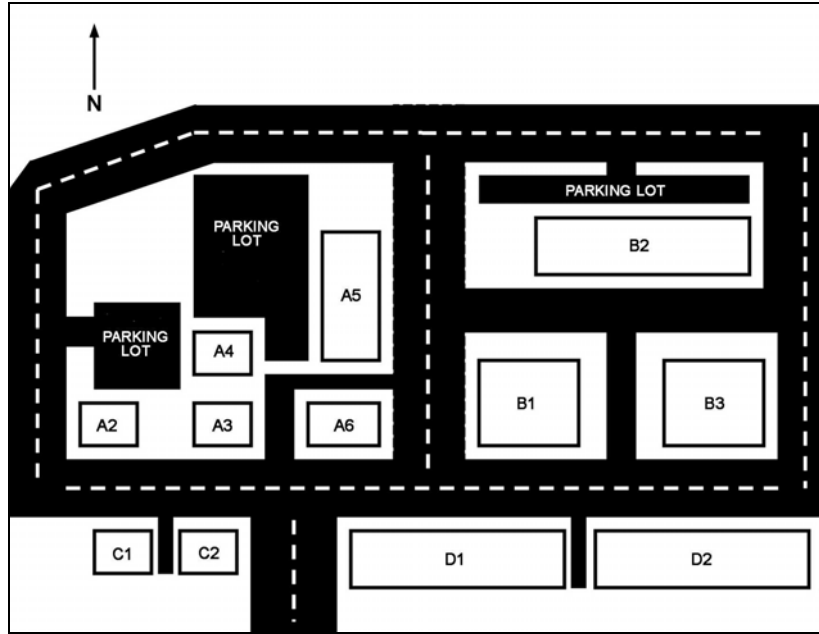 N
PARKING LOT
PARKING
LOT
B2
A5
PARKING
LOT
A4
B1
B3
A2
A3
A6
C1
C2
D1
D2